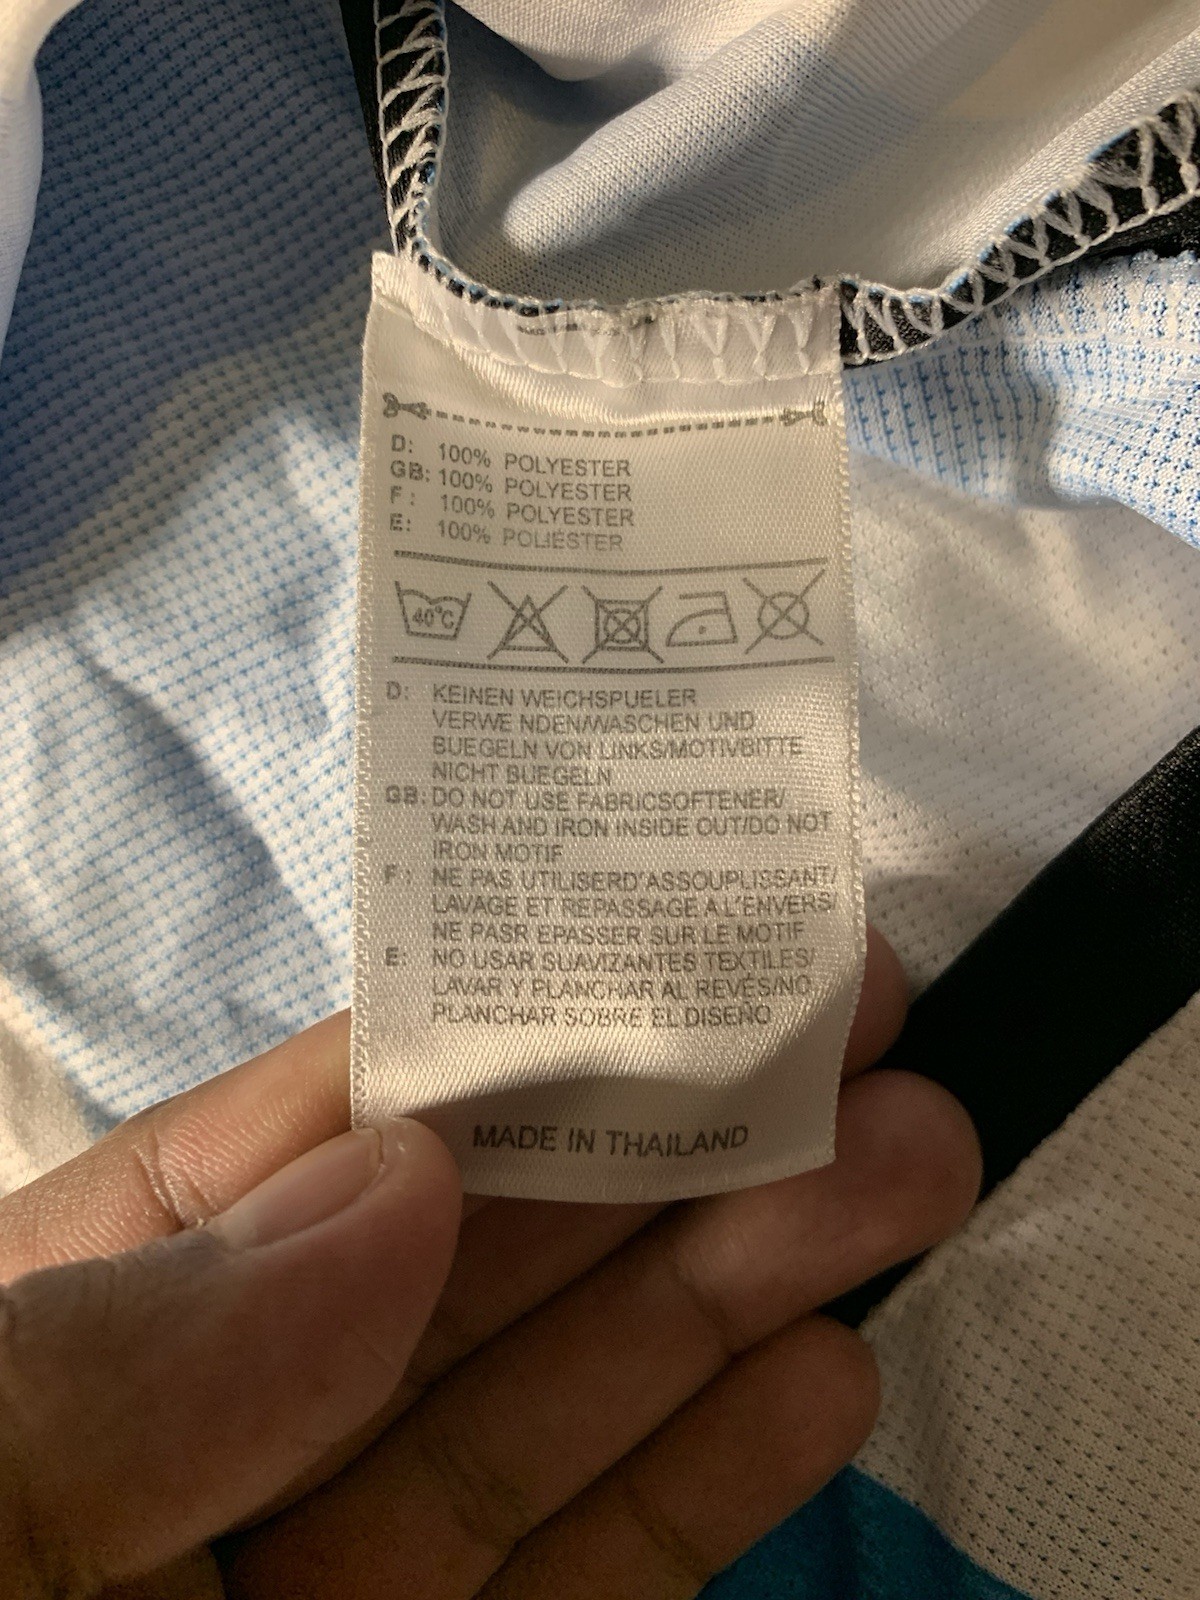 D: 100% POLYESTER
GB: 100% POLYESTER
F: 100% POLYESTER
E: 100% POLIÉSTER
40°C
D: KEINEN WEICHSPUELER
VERWE NDEN/WASCHEN UND
BUEGELN VON LINKS/MOTIVBITTE
NICHT BUEGELN
GB: DO NOT USE FABRICSOFTENER/
WASH AND IRON INSIDE OUT/DO NOT
IRON MOTIF
F: NE PAS UTILISERD'ASSOUPLISSANT/
LAVAGE ET REPASSAGE A L'ENVERS/
NE PASR EPASSER SUR LE MOTIF
E: NO USAR SUAVIZANTES TEXTILES/
LAVAR Y PLANCHAR AL REVÉS/NO
PLANCHAR SOBRE EL DISEÑO
MADE IN THAILAND